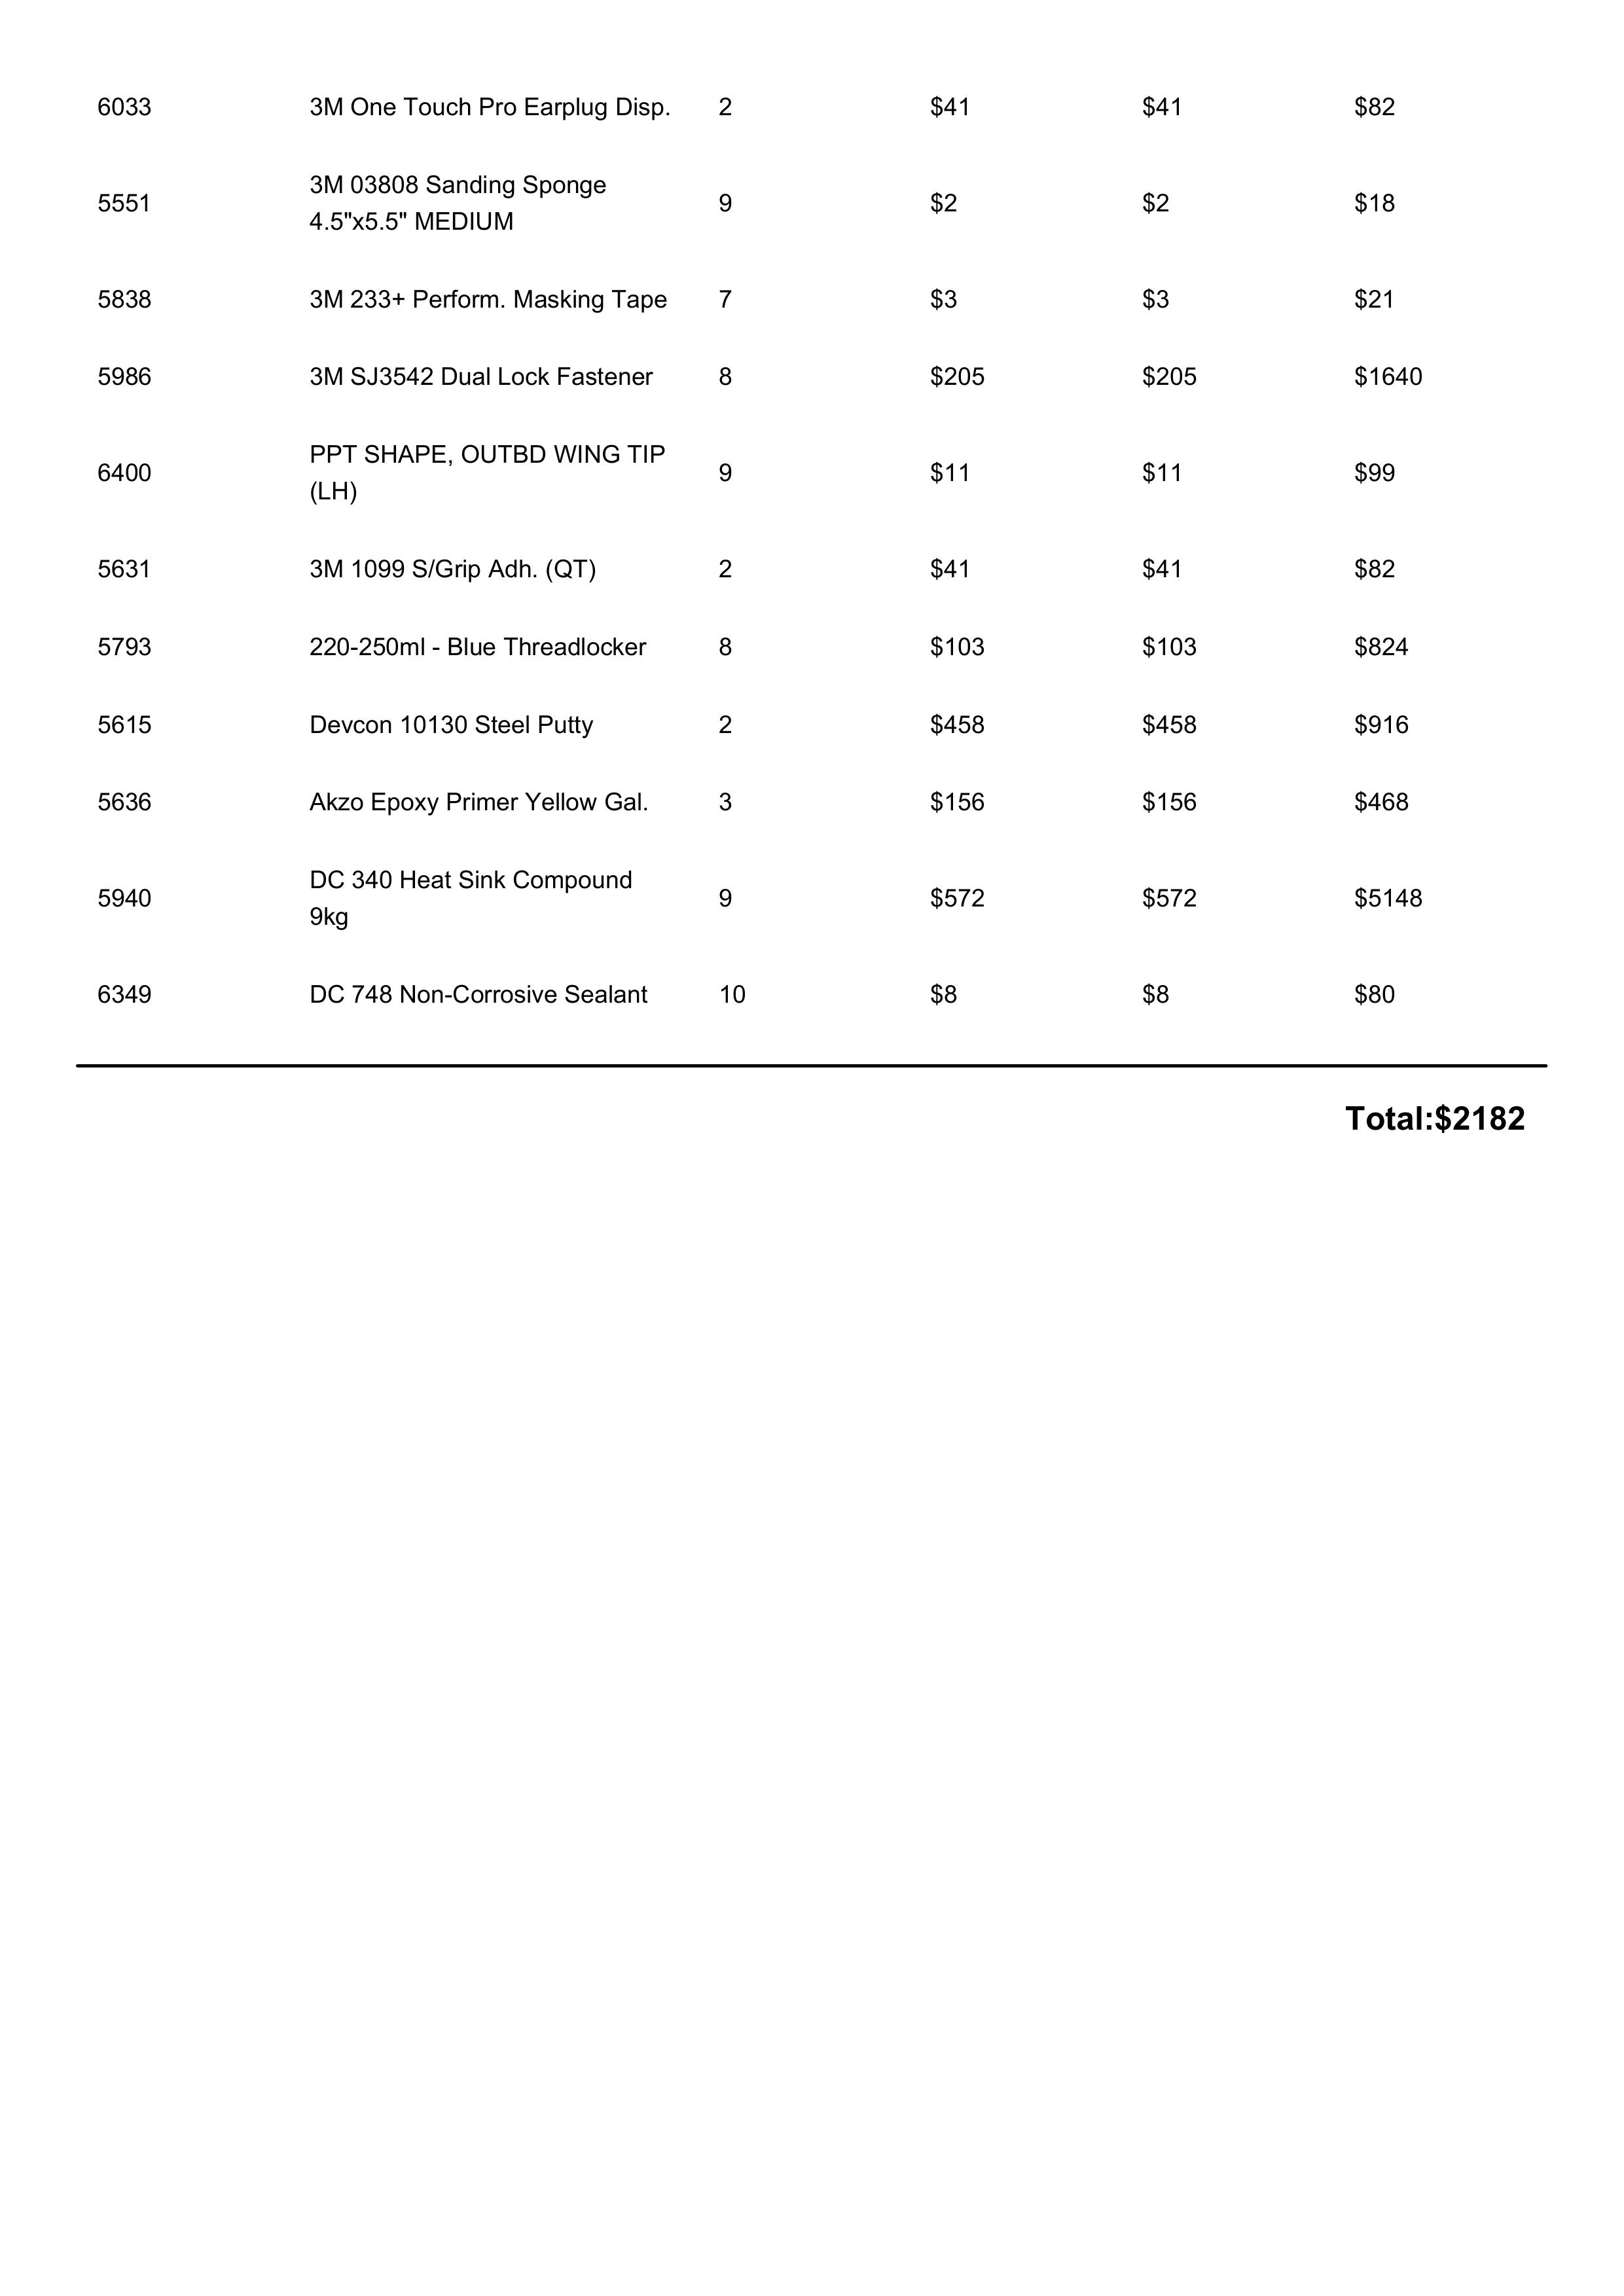 6033 3M One Touch Pro Earplug Disp. 2 $41 $41 $82
5551 3M 03808 Sanding Sponge 4.5"x5.5" MEDIUM 9 $2 $2 $18
5838 3M 233+ Perform. Masking Tape 7 $3 $3 $21
5986 3M SJ3542 Dual Lock Fastener 8 $205 $205 $1640
6400 PPT SHAPE, OUTBD WING TIP (LH) 9 $11 $11 $99
5631 3M 1099 S/Grip Adh. (QT) 2 $41 $41 $82
5793 220-250ml - Blue Threadlocker 8 $103 $103 $824
5615 Devcon 10130 Steel Putty 2 $458 $458 $916
5636 Akzo Epoxy Primer Yellow Gal. 3 $156 $156 $468
5940 DC 340 Heat Sink Compound 9kg 9 $572 $572 $5148
6349 DC 748 Non-Corrosive Sealant 10 $8 $8 $80
Total:$2182